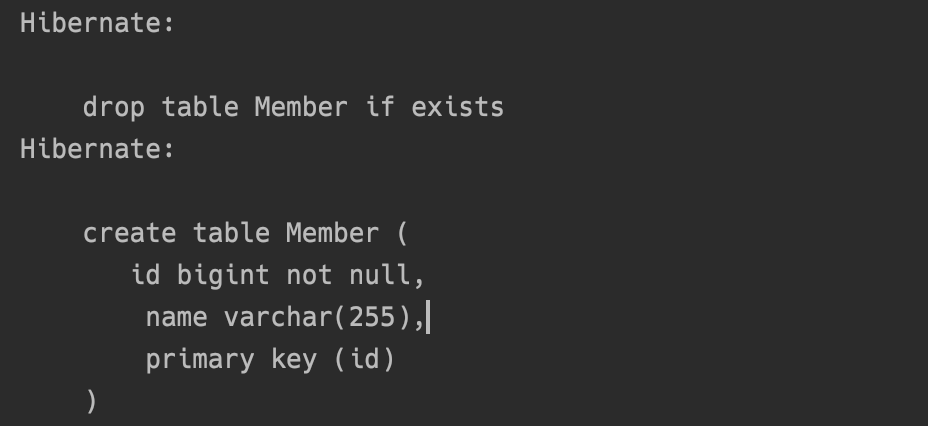 Hibernate:
drop table Member if exists
Hibernate:
create table Member (
id bigint not null,
name varchar(255),
primary key (id)
)